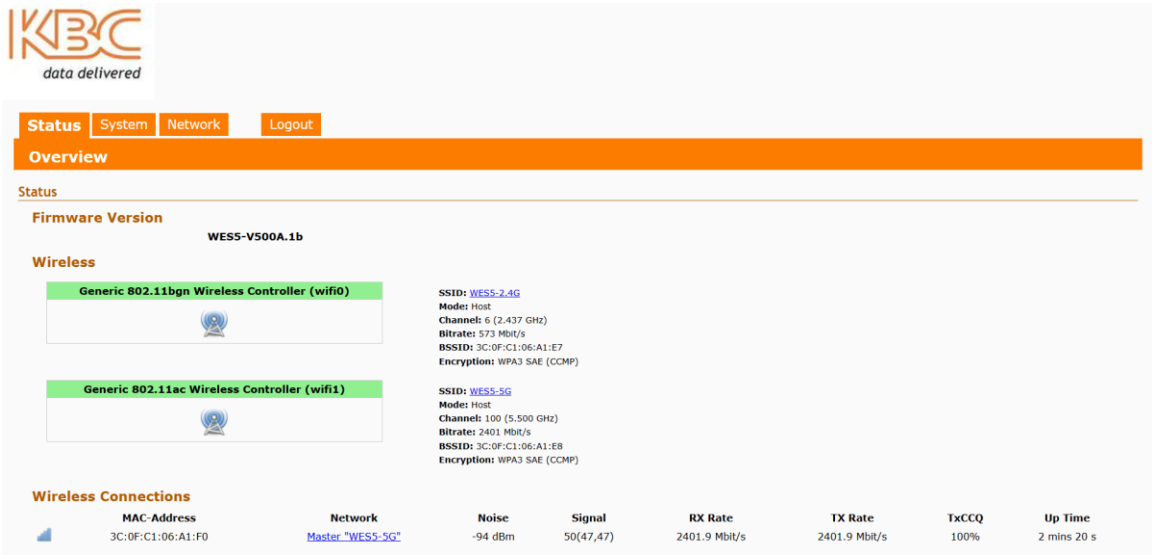 KBC
data delivered
Status System Network Logout
Overview
Status
Firmware Version
WES5-V500A.1b
Wireless
Generic 802.11bgn Wireless Controller (wifi0)
SSID: WES5-2.4G
Mode: Host
Channel: 6 (2.437 GHz)
Bitrate: 573 Mbit/s
BSSID: 3C:0F:C1:06:A1:E7
Encryption: WPA3 SAE (CCMP)
Generic 802.11ac Wireless Controller (wifi1)
SSID: WES5-5G
Mode: Host
Channel: 100 (5.500 GHz)
Bitrate: 2401 Mbit/s
BSSID: 3C:0F:C1:06:A1:E8
Encryption: WPA3 SAE (CCMP)
Wireless Connections
MAC-Address Network Noise Signal RX Rate TX Rate TxCCQ Up Time
3C:0F:C1:06:A1:F0 Master "WES5-5G" -94 dBm 50(47,47) 2401.9 Mbit/s 2401.9 Mbit/s 100% 2 mins 20 s